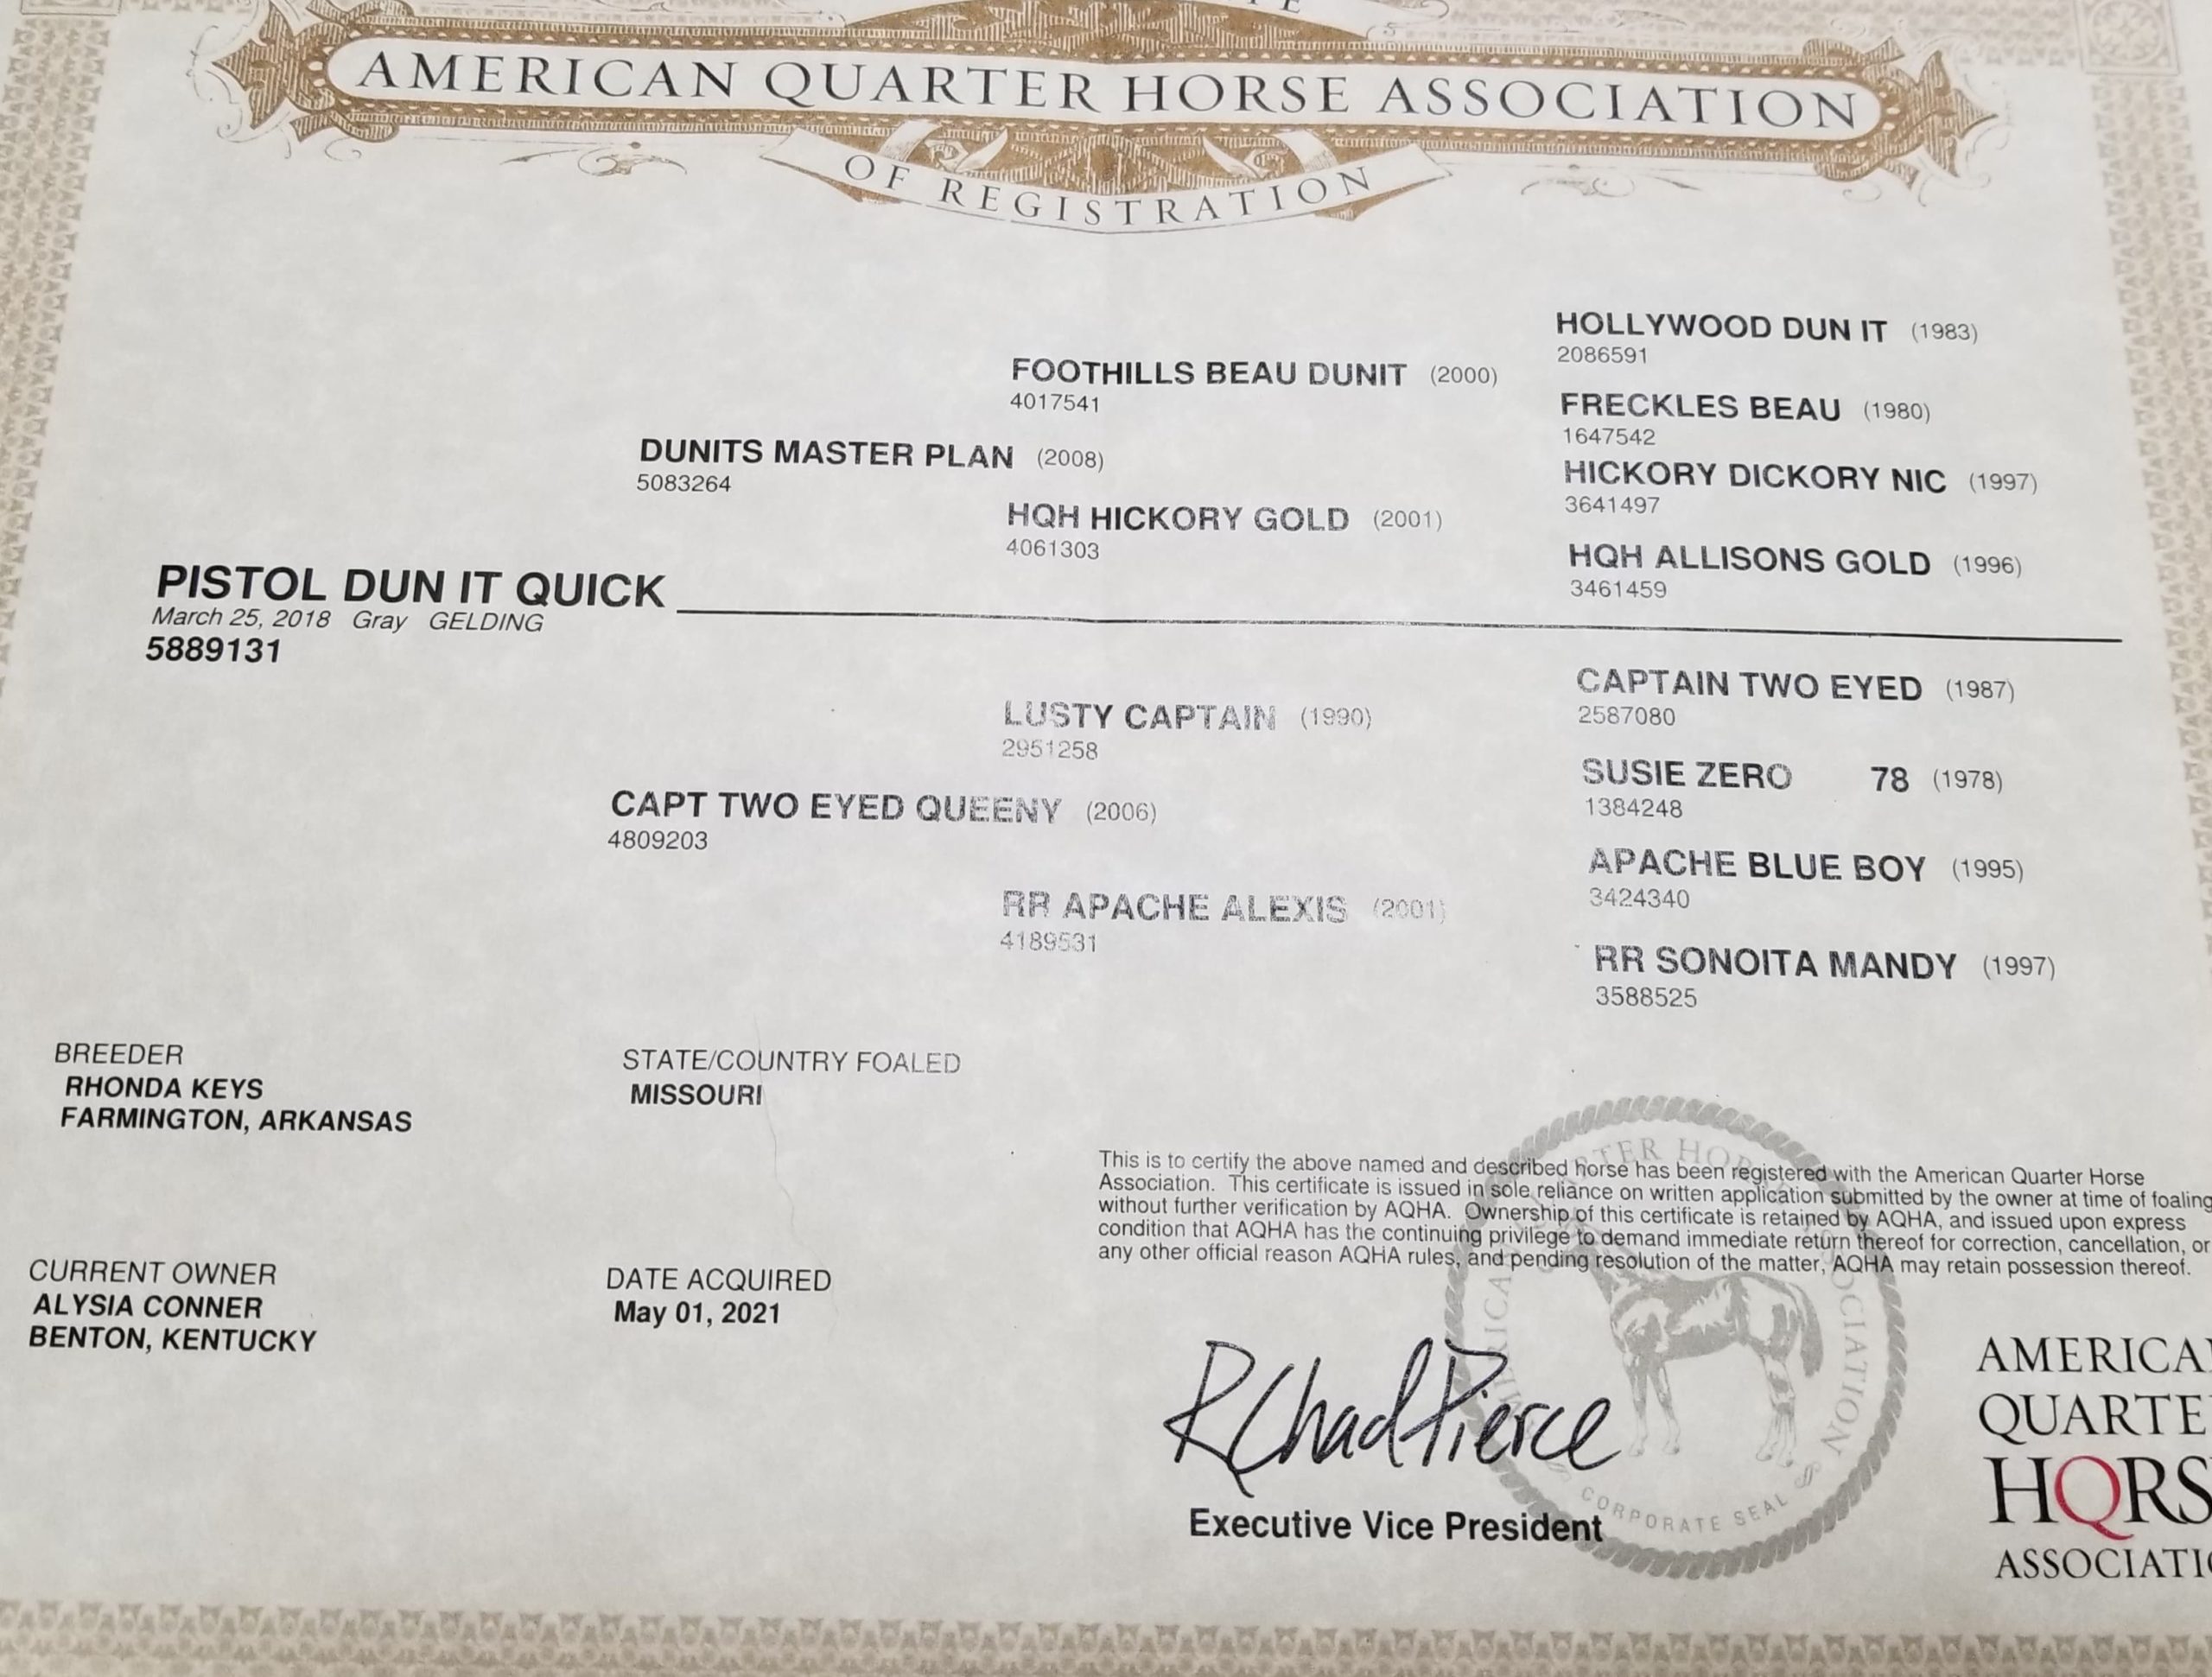 AMERICAN QUARTER HORSE ASSOCIATION
OF REGISTRATION
HOLLYWOOD DUN IT (1983)
2086591
FOOTHILLS BEAU DUNIT (2000)
4017541
FRECKLES BEAU (1980)
1647542
DUNITS MASTER PLAN (2008)
5083264
HICKORY DICKORY NIC (1997)
3641497
HQH HICKORY GOLD (2001)
4061303
HQH ALLISONS GOLD (1996)
3461459
PISTOL DUN IT QUICK
March 25, 2018 Gray GELDING
5889131
CAPTAIN TWO EYED (1987)
2587080
LUSTY CAPTAIN (1990)
2951258
SUSIE ZERO 78 (1978)
1384248
CAPT TWO EYED QUEENY (2006)
4809203
APACHE BLUE BOY (1995)
3424340
RR APACHE ALEXIS (2001)
4189531
RR SONOITA MANDY (1997)
3588525
BREEDER
RHONDA KEYS
FARMINGTON, ARKANSAS
STATE/COUNTRY FOALED
MISSOURI
CURRENT OWNER
ALYSIA CONNER
BENTON, KENTUCKY
DATE ACQUIRED
May 01, 2021
This is to certify the above named and described horse has been registered with the American Quarter Horse
Association. This certificate is issued in sole reliance on written application submitted by the owner at time of foaling
without further verification by AQHA. Ownership of this certificate is retained by AQHA, and issued upon express
condition that AQHA has the continuing privilege to demand immediate return thereof for correction, cancellation, or
any other official reason AQHA rules, and pending resolution of the matter, AQHA may retain possession thereof.
R Chad Pierce
Executive Vice President
CORPORATE SEAL
AMERICA
QUARTE
HORS
ASSOCIATI